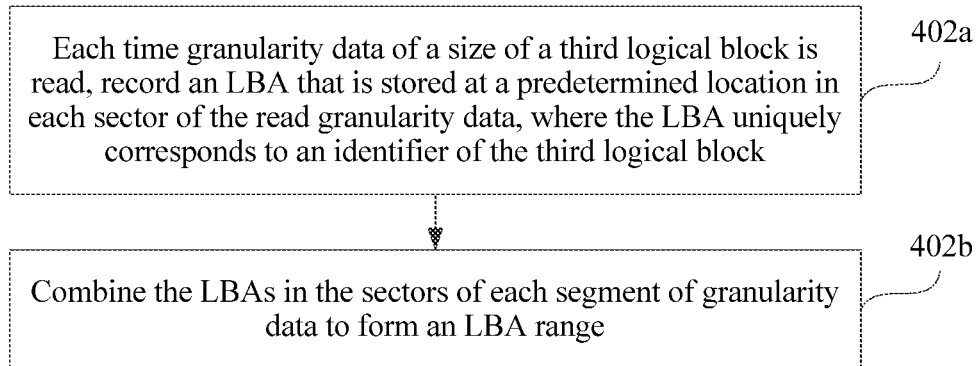 402a
Each time granularity data of a size of a third logical block is
read, record an LBA that is stored at a predetermined location in
each sector of the read granularity data, where the LBA uniquely
corresponds to an identifier of the third logical block
402b
Combine the LBAs in the sectors of each segment of granularity
data to form an LBA range